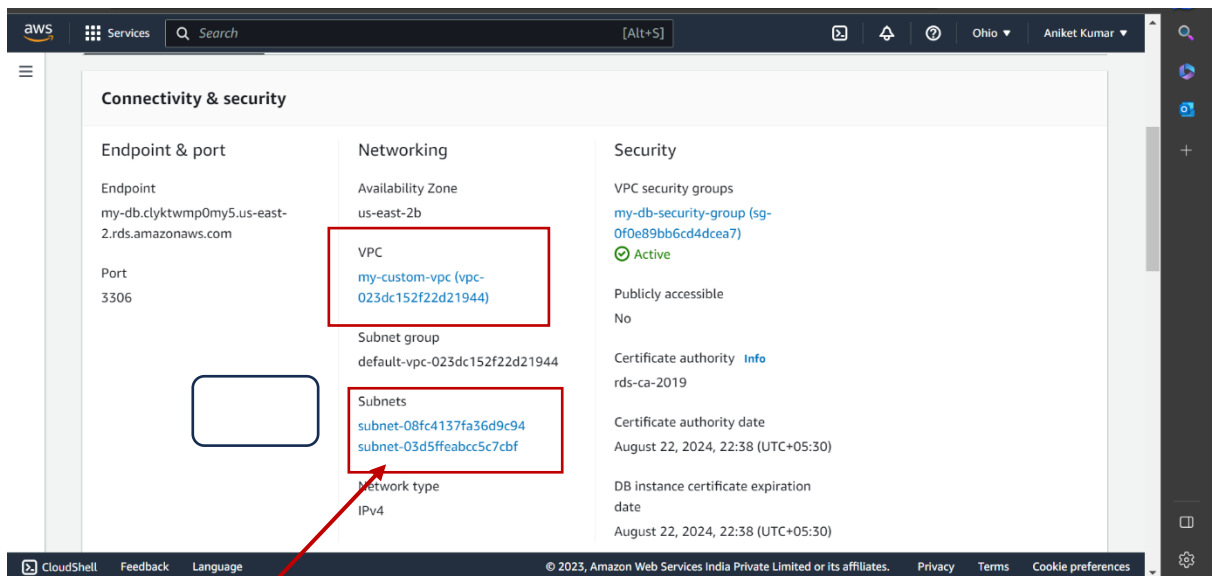 aws
Services
Search
[Alt+S]
Ohio
Aniket Kumar
Connectivity & security
Endpoint & port
Endpoint
my-db.clyktwmp0my5.us-east-
2.rds.amazonaws.com
Port
3306
Networking
Availability Zone
us-east-2b
VPC
my-custom-vpc (vpc-
023dc152f22d21944)
Subnet group
default-vpc-023dc152f22d21944
Subnets
subnet-08fc4137fa36d9c94
subnet-03d5ffeabcc5c7cbf
Network type
IPv4
Security
VPC security groups
my-db-security-group (sg-
0f0e89bb6cd4dcea7)
Active
Publicly accessible
No
Certificate authority Info
rds-ca-2019
Certificate authority date
August 22, 2024, 22:38 (UTC+05:30)
DB instance certificate expiration
date
August 22, 2024, 22:38 (UTC+05:30)
CloudShell
Feedback
Language
© 2023, Amazon Web Services India Private Limited or its affiliates.
Privacy
Terms
Cookie preferences